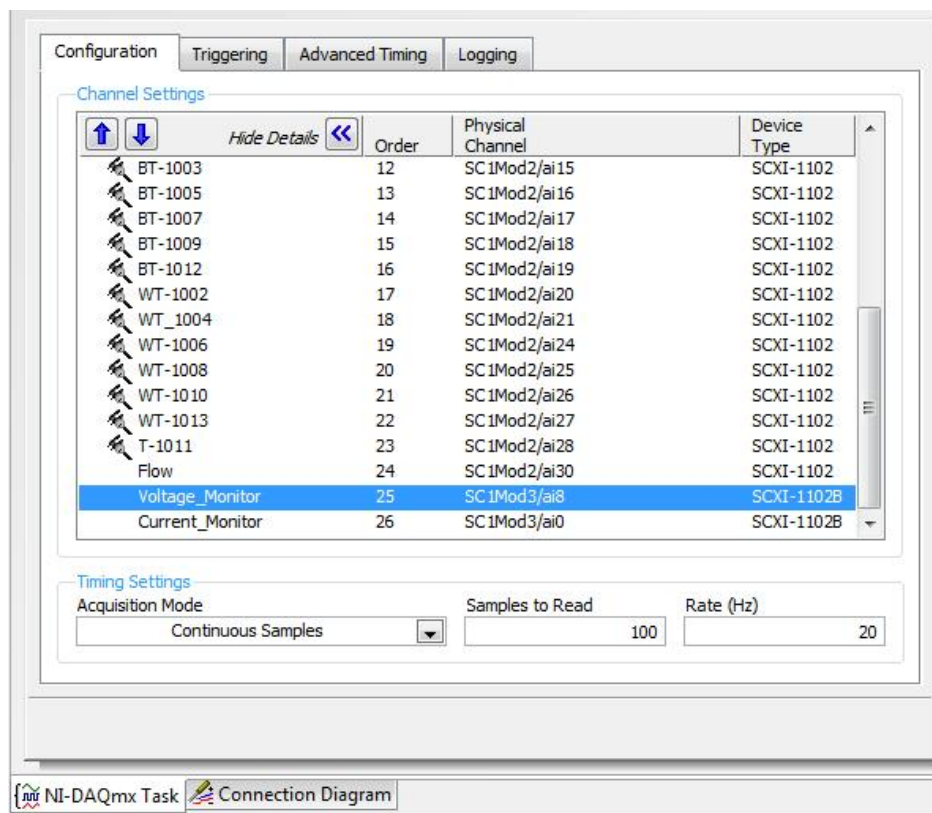 Configuration Triggering Advanced Timing Logging
Channel Settings
Hide Details Order Physical Channel Device Type
BT-1003 12 SC1Mod2/ai15 SCXI-1102
BT-1005 13 SC1Mod2/ai16 SCXI-1102
BT-1007 14 SC1Mod2/ai17 SCXI-1102
BT-1009 15 SC1Mod2/ai18 SCXI-1102
BT-1012 16 SC1Mod2/ai19 SCXI-1102
WT-1002 17 SC1Mod2/ai20 SCXI-1102
WT_1004 18 SC1Mod2/ai21 SCXI-1102
WT-1006 19 SC1Mod2/ai24 SCXI-1102
WT-1008 20 SC1Mod2/ai25 SCXI-1102
WT-1010 21 SC1Mod2/ai26 SCXI-1102
WT-1013 22 SC1Mod2/ai27 SCXI-1102
T-1011 23 SC1Mod2/ai28 SCXI-1102
Flow 24 SC1Mod2/ai30 SCXI-1102
Voltage_Monitor 25 SC1Mod3/ai8 SCXI-1102B
Current_Monitor 26 SC1Mod3/ai0 SCXI-1102B
Timing Settings
Acquisition Mode Samples to Read Rate (Hz)
Continuous Samples 100 20
NI-DAQmx Task Connection Diagram